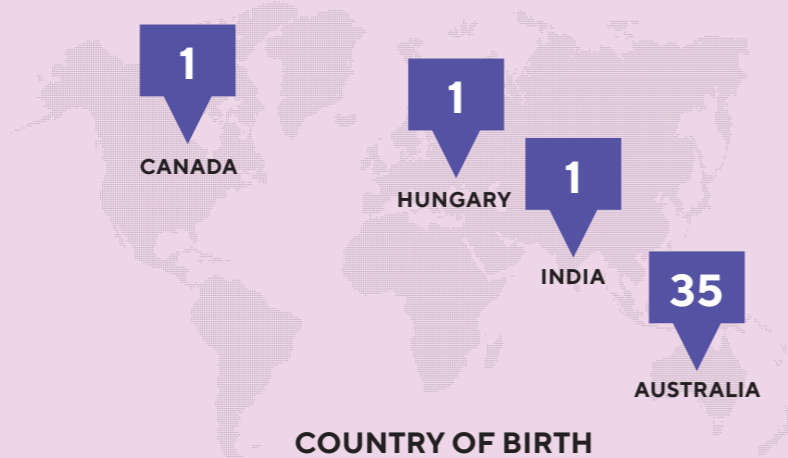 1
CANADA
1
HUNGARY
1
INDIA
35
AUSTRALIA
COUNTRY OF BIRTH